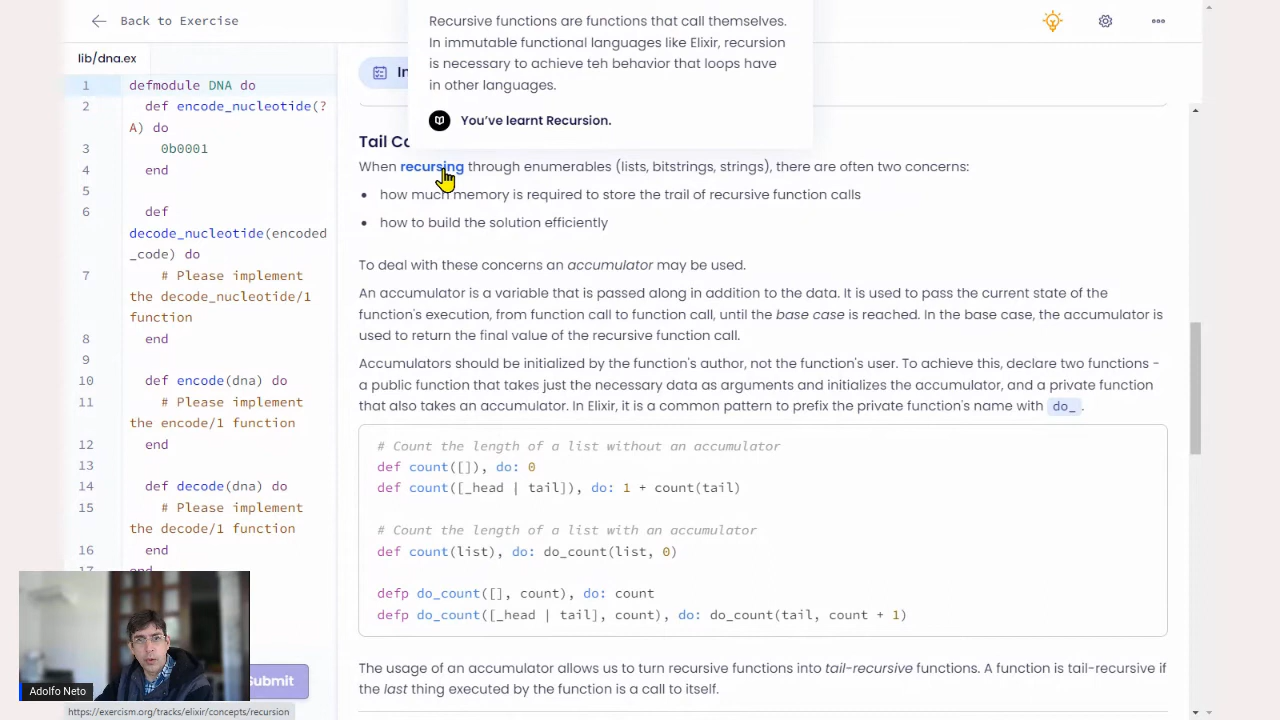 Back to Exercise
Recursive functions are functions that call themselves.
In immutable functional languages like Elixir, recursion
is necessary to achieve teh behavior that loops have
in other languages.
You've learnt Recursion.
lib/dna.ex
1 defmodule DNA do
2 def encode_nucleotide(?
A) do
3 0b0001
4 end
5
6 def
decode_nucleotide(encoded
_code) do
7 # Please implement
the decode_nucleotide/1
function
8 end
9
10 def encode(dna) do
11 # Please implement
the encode/1 function
12 end
13
14 def decode(dna) do
15 # Please implement
the decode/1 function
16 end
17 end
In
Tail Ca
When recursing through enumerables (lists, bitstrings, strings), there are often two concerns:
• how much memory is required to store the trail of recursive function calls
• how to build the solution efficiently
To deal with these concerns an accumulator may be used.
An accumulator is a variable that is passed along in addition to the data. It is used to pass the current state of the
function's execution, from function call to function call, until the base case is reached. In the base case, the accumulator is
used to return the final value of the recursive function call.
Accumulators should be initialized by the function's author, not the function's user. To achieve this, declare two functions -
a public function that takes just the necessary data as arguments and initializes the accumulator, and a private function
that also takes an accumulator. In Elixir, it is a common pattern to prefix the private function's name with do_ .
# Count the length of a list without an accumulator
def count([]), do: 0
def count([_head | tail]), do: 1 + count(tail)
# Count the length of a list with an accumulator
def count(list), do: do_count(list, 0)
defp do_count([], count), do: count
defp do_count([_head | tail], count), do: do_count(tail, count + 1)
The usage of an accumulator allows us to turn recursive functions into tail-recursive functions. A function is tail-recursive if
the last thing executed by the function is a call to itself.
Submit
Adolfo Neto
https://exercism.org/tracks/elixir/concepts/recursion